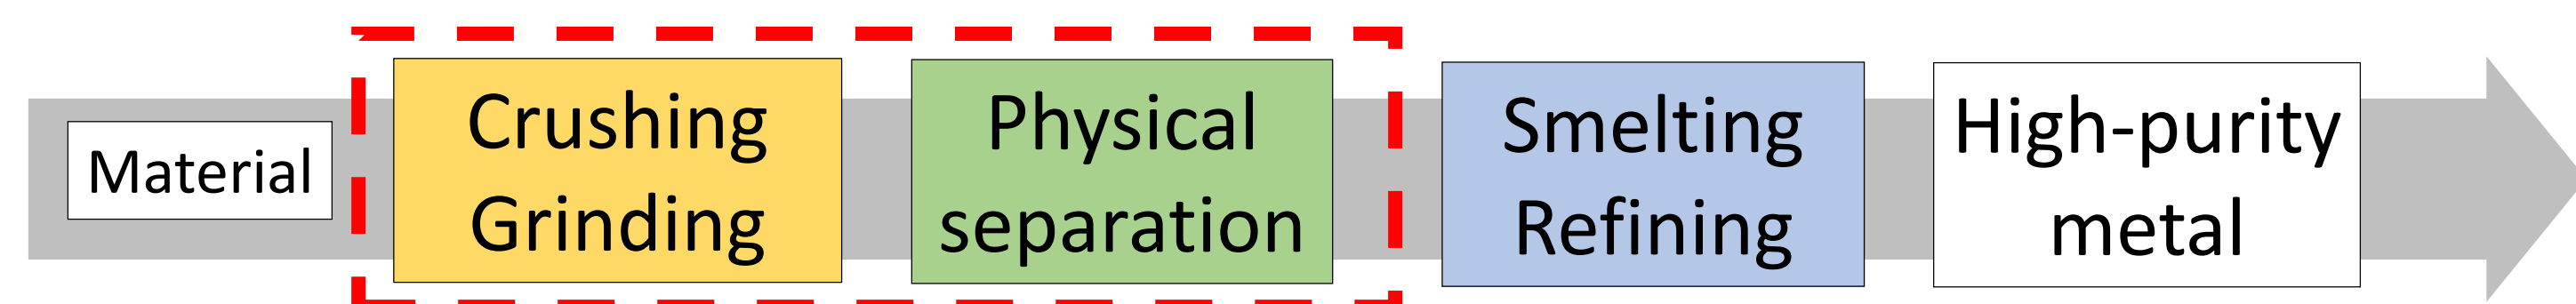 Material
Crushing
Grinding
Physical
separation
Smelting
Refining
High-purity
metal